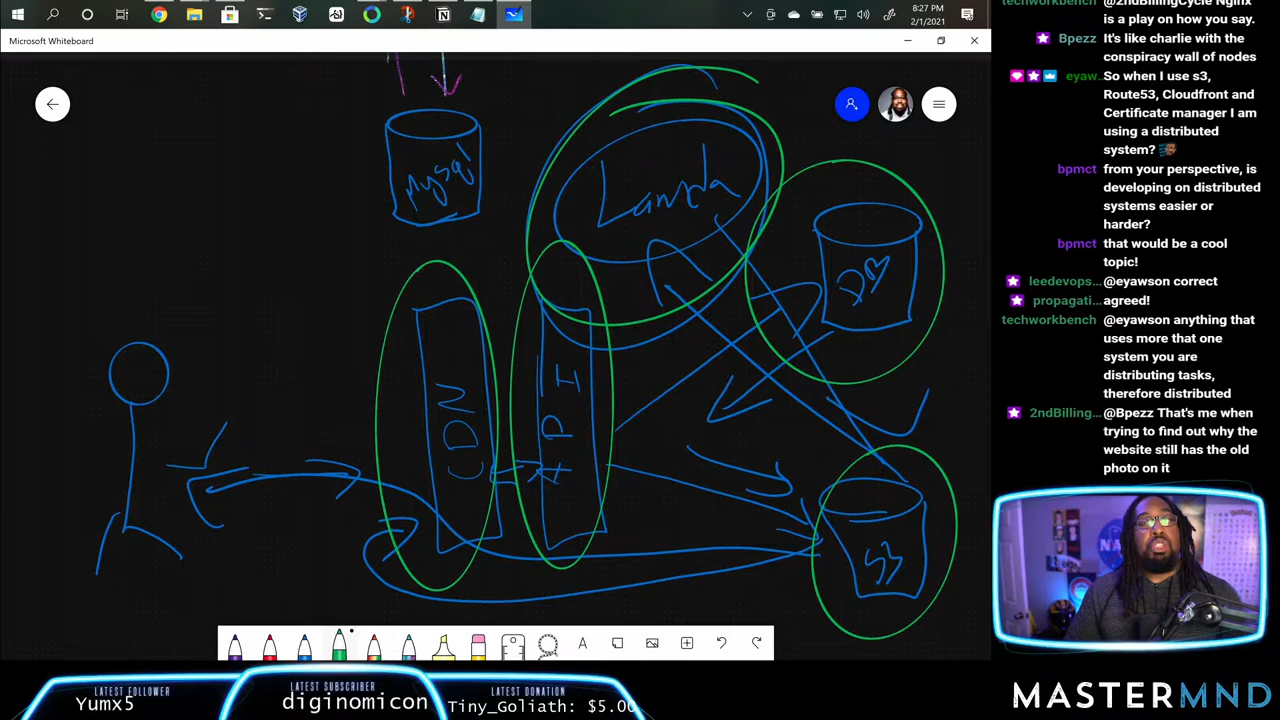 8:27 PM
2/1/2021
Microsoft Whiteboard
Mysql
Lambda
DB
CDN
API
S3
techworkbench @2ndBillingCycle Nginx
is a play on how you say.
Bpezz It's like charlie with the
conspiracy wall of nodes
eyaw... So when I use s3,
Route53, Cloudfront and
Certificate manager I am
using a distributed
system?
bpmct from your perspective, is
developing on distributed
systems easier or
harder?
bpmct that would be a cool
topic!
leedevops... @eyawson correct
propagati... agreed!
techworkbench @eyawson anything that
uses more that one
system you are
distributing tasks,
therefore distributed
2ndBilling... @Bpezz That's me when
trying to find out why the
website still has the old
photo on it
NA
LATEST FOLLOWER
Yumx5
LATEST SUBSCRIBER
diginomicon
LATEST DONATION
Tiny_Goliath: $5.00
MASTERMND